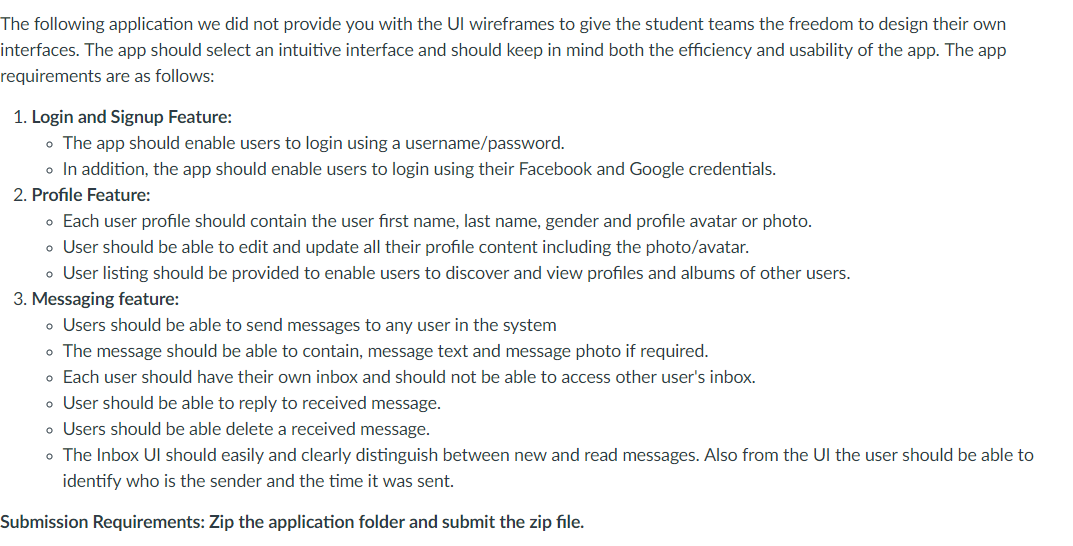 The following application we did not provide you with the UI wireframes to give the student teams the freedom to design their own
interfaces. The app should select an intuitive interface and should keep in mind both the efficiency and usability of the app. The app
requirements are as follows:
1. Login and Signup Feature:
○ The app should enable users to login using a username/password.
○ In addition, the app should enable users to login using their Facebook and Google credentials.
2. Profile Feature:
○ Each user profile should contain the user first name, last name, gender and profile avatar or photo.
○ User should be able to edit and update all their profile content including the photo/avatar.
○ User listing should be provided to enable users to discover and view profiles and albums of other users.
3. Messaging feature:
○ Users should be able to send messages to any user in the system
○ The message should be able to contain, message text and message photo if required.
○ Each user should have their own inbox and should not be able to access other user's inbox.
○ User should be able to reply to received message.
○ Users should be able delete a received message.
○ The Inbox UI should easily and clearly distinguish between new and read messages. Also from the UI the user should be able to
identify who is the sender and the time it was sent.
Submission Requirements: Zip the application folder and submit the zip file.